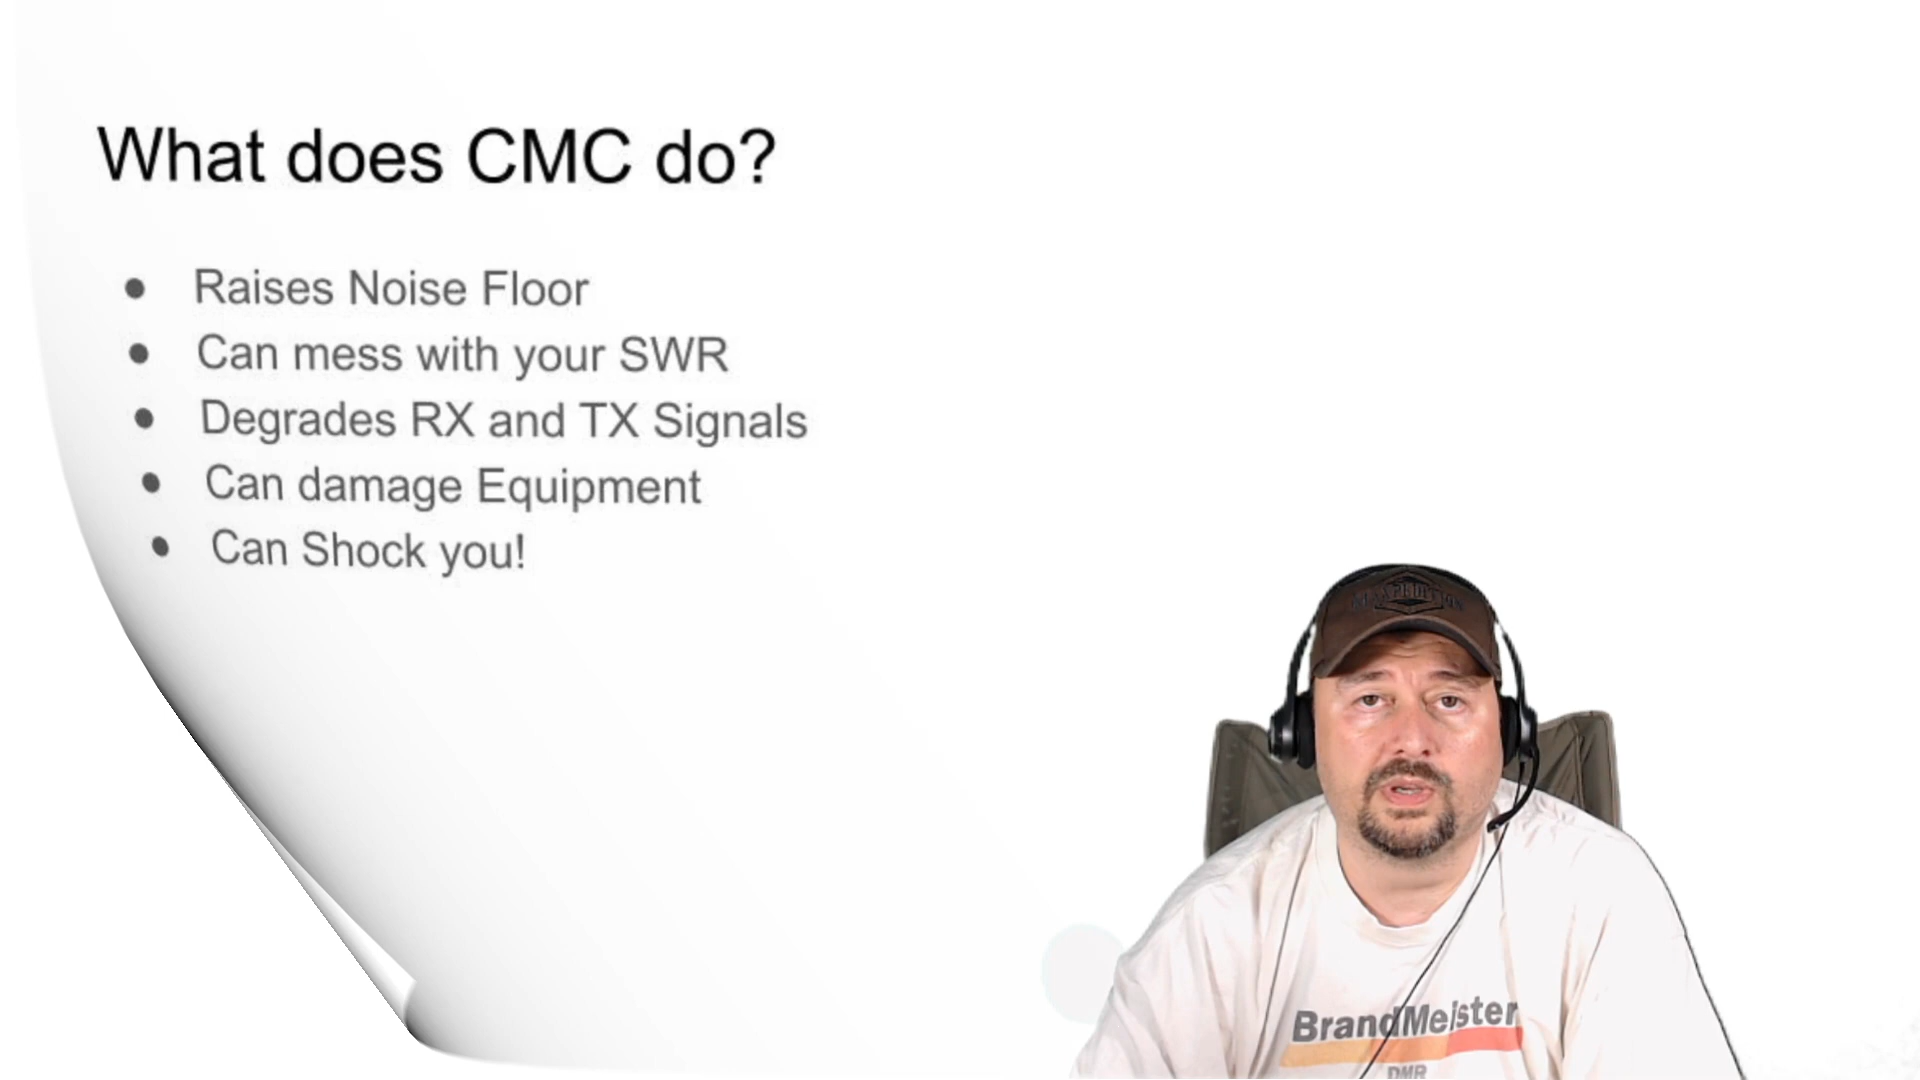 What does CMC do?
● Raises Noise Floor
● Can mess with your SWR
● Degrades RX and TX Signals
● Can damage Equipment
● Can Shock you!
BrandMeister
DMR